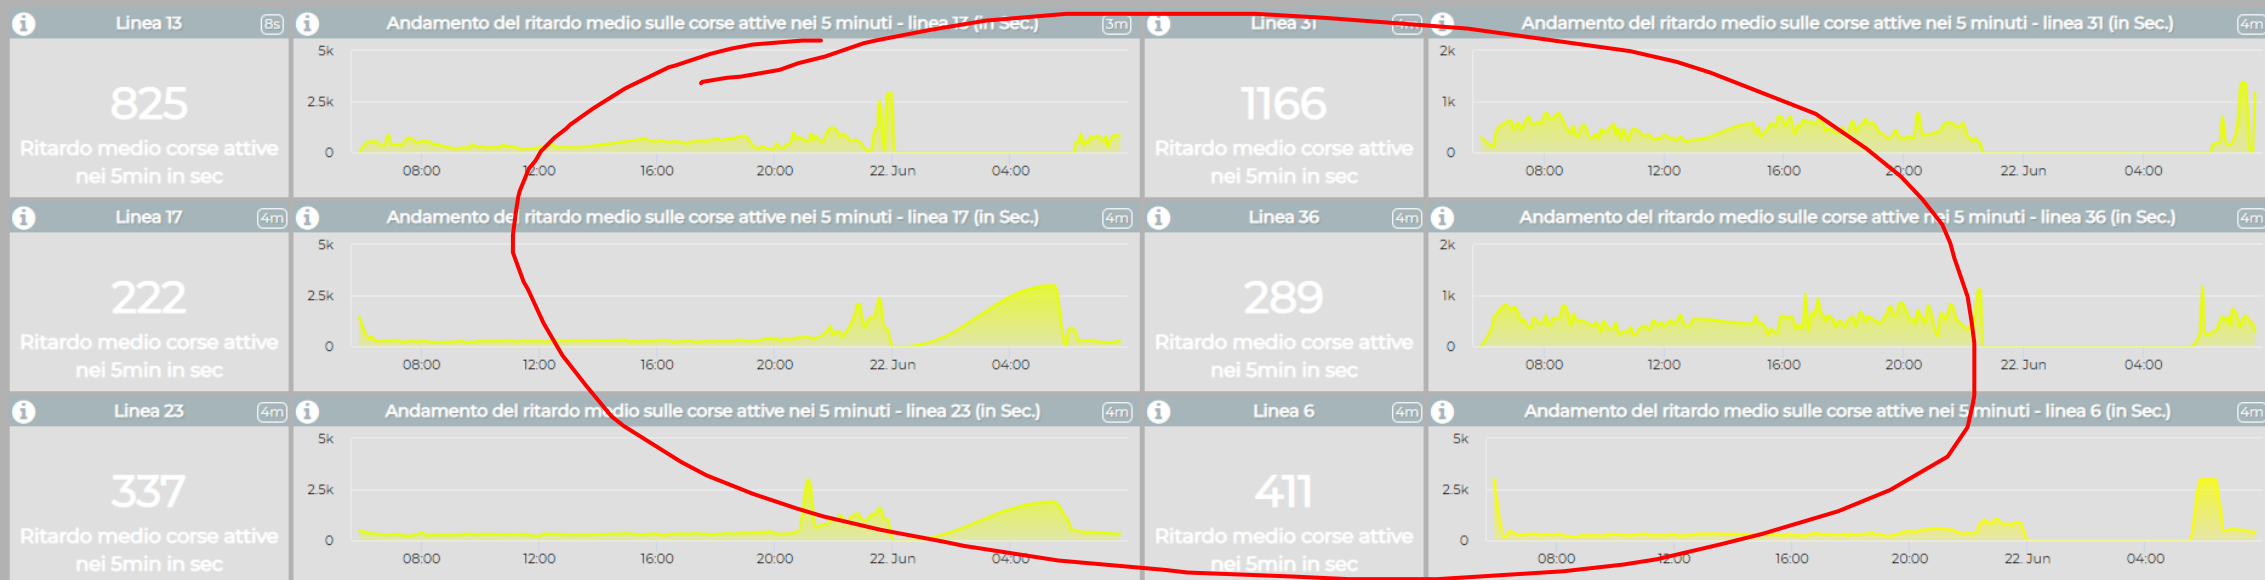 Linea 13
8s
Andamento del ritardo medio sulle corse attive nei 5 minuti - linea 13 (in Sec.)
3m
Linea 31
4m
Andamento del ritardo medio sulle corse attive nei 5 minuti - linea 31 (in Sec.)
4m
825
Ritardo medio corse attive
nei 5min in sec
5k
2.5k
0
08:00 12:00 16:00 20:00 22. Jun 04:00
1166
Ritardo medio corse attive
nei 5min in sec
2k
1k
0
08:00 12:00 16:00 20:00 22. Jun 04:00
Linea 17
4m
Andamento del ritardo medio sulle corse attive nei 5 minuti - linea 17 (in Sec.)
4m
Linea 36
4m
Andamento del ritardo medio sulle corse attive nei 5 minuti - linea 36 (in Sec.)
4m
222
Ritardo medio corse attive
nei 5min in sec
5k
2.5k
0
08:00 12:00 16:00 20:00 22. Jun 04:00
289
Ritardo medio corse attive
nei 5min in sec
2k
1k
0
08:00 12:00 16:00 20:00 22. Jun 04:00
Linea 23
4m
Andamento del ritardo medio sulle corse attive nei 5 minuti - linea 23 (in Sec.)
4m
Linea 6
4m
Andamento del ritardo medio sulle corse attive nei 5 minuti - linea 6 (in Sec.)
4m
337
Ritardo medio corse attive
nei 5min in sec
5k
2.5k
0
08:00 12:00 16:00 20:00 22. Jun 04:00
411
Ritardo medio corse attive
nei 5min in sec
5k
2.5k
0
08:00 12:00 16:00 20:00 22. Jun 04:00